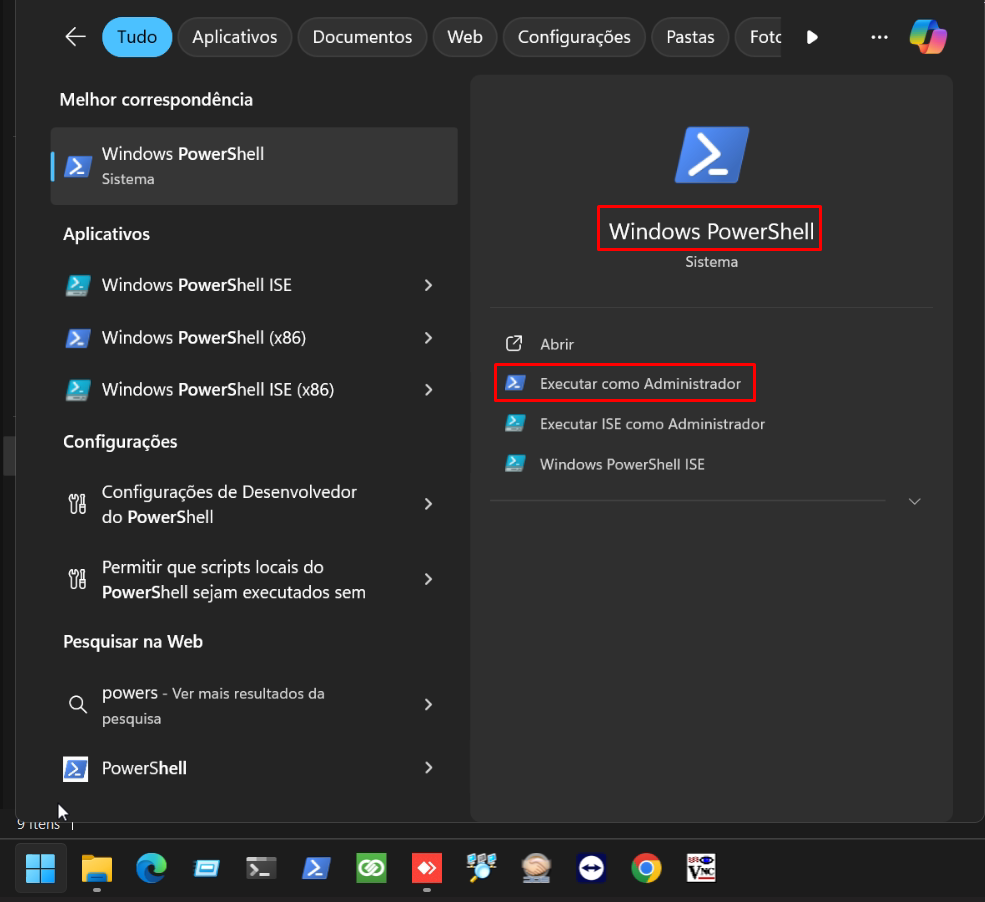 Tudo
Aplicativos
Documentos
Web
Configurações
Pastas
Foto
Melhor correspondência
Windows PowerShell
Sistema
Aplicativos
Windows PowerShell ISE
Windows PowerShell (x86)
Windows PowerShell ISE (x86)
Configurações
Configurações de Desenvolvedor
do PowerShell
Permitir que scripts locais do
PowerShell sejam executados sem
Pesquisar na Web
powers - Ver mais resultados da
pesquisa
PowerShell
Windows PowerShell
Sistema
Abrir
Executar como Administrador
Executar ISE como Administrador
Windows PowerShell ISE
9 itens
VNC